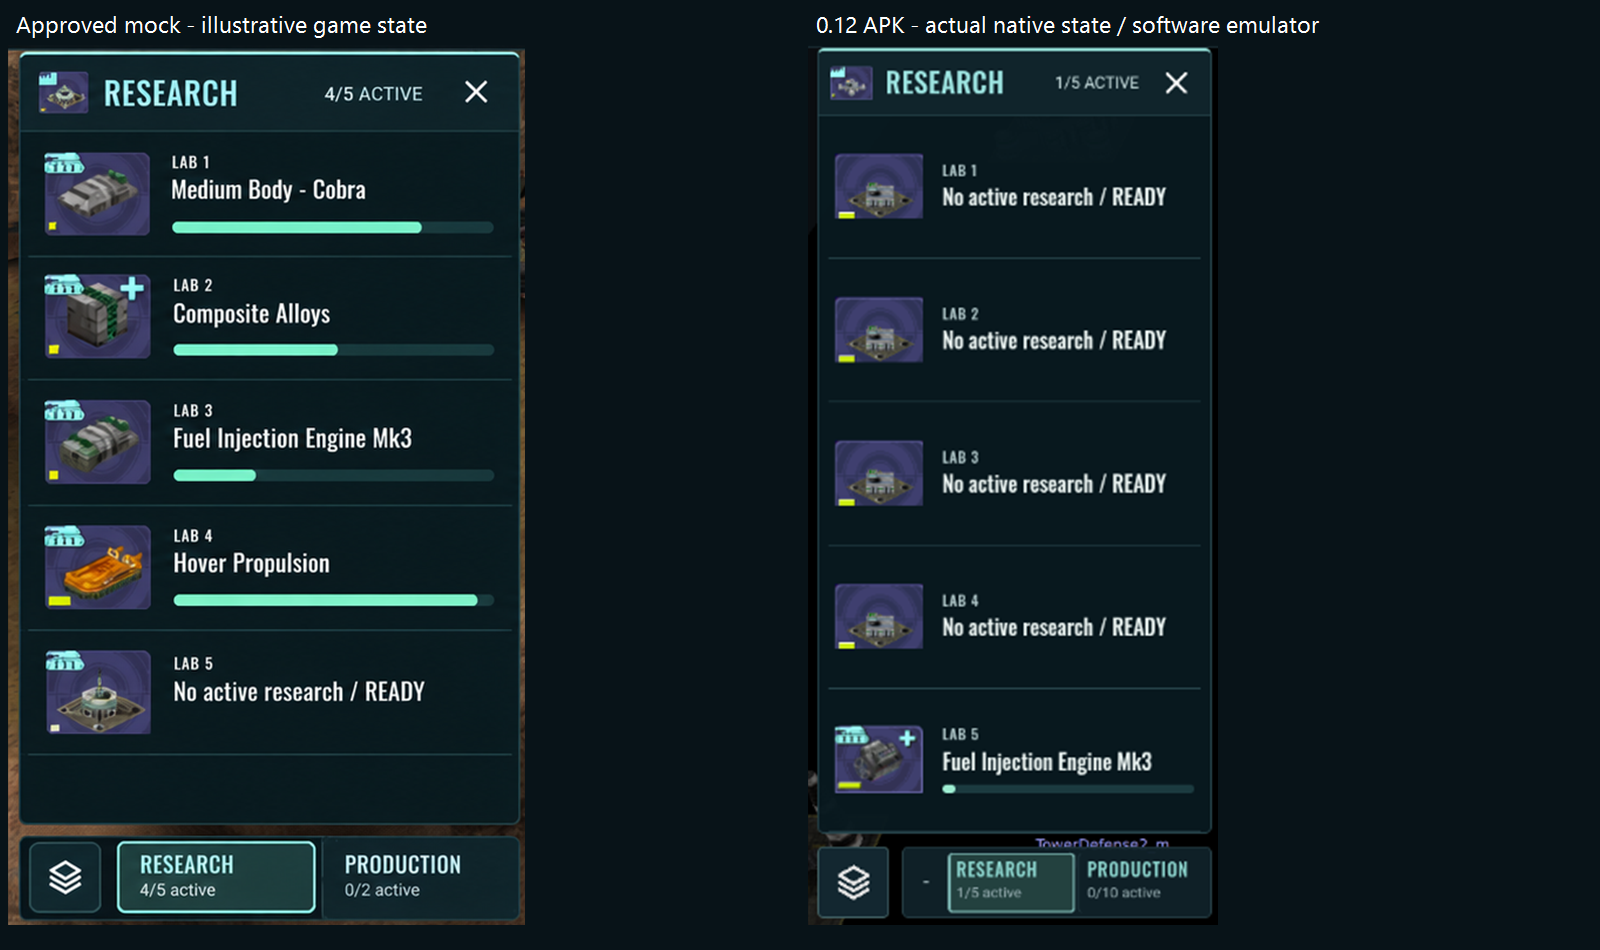 Approved mock - illustrative game state
RESEARCH
4/5 ACTIVE
LAB 1
Medium Body - Cobra
LAB 2
Composite Alloys
LAB 3
Fuel Injection Engine Mk3
LAB 4
Hover Propulsion
LAB 5
No active research / READY
RESEARCH
4/5 active
PRODUCTION
0/2 active
0.12 APK - actual native state / software emulator
RESEARCH
1/5 ACTIVE
LAB 1
No active research / READY
LAB 2
No active research / READY
LAB 3
No active research / READY
LAB 4
No active research / READY
LAB 5
Fuel Injection Engine Mk3
TowerDefense2_m
-
RESEARCH
1/5 active
PRODUCTION
0/10 active